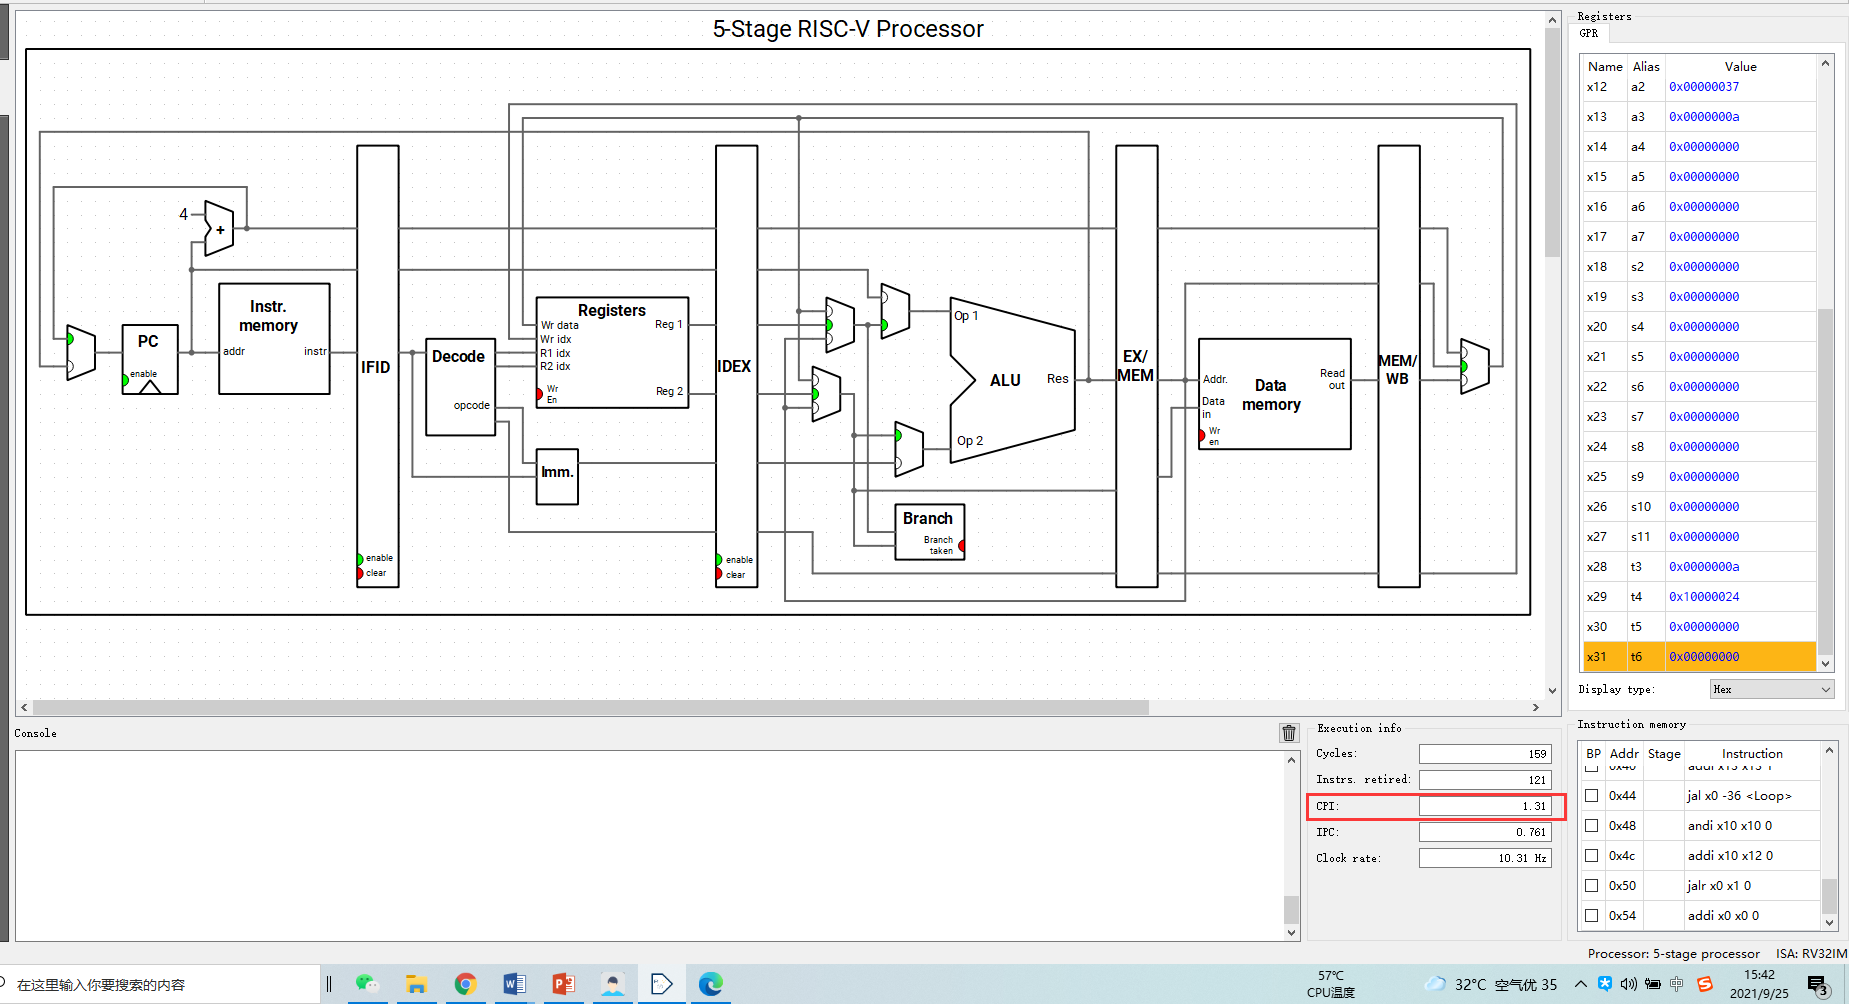 5-Stage RISC-V Processor
4
+
PC
enable
Instr.
memory
addr
instr
IFID
enable
clear
Decode
opcode
Registers
Wr data
Wr idx
R1 idx
R2 idx
Wr
En
Reg 1
Reg 2
Imm.
IDEX
enable
clear
Op 1
ALU
Res
Op 2
Branch
Branch
taken
EX/
MEM
Addr.
Data
in
Wr
en
Data
memory
Read
out
MEM/
WB
Registers
GPR
Name Alias Value
x12 a2 0x00000037
x13 a3 0x0000000a
x14 a4 0x00000000
x15 a5 0x00000000
x16 a6 0x00000000
x17 a7 0x00000000
x18 s2 0x00000000
x19 s3 0x00000000
x20 s4 0x00000000
x21 s5 0x00000000
x22 s6 0x00000000
x23 s7 0x00000000
x24 s8 0x00000000
x25 s9 0x00000000
x26 s10 0x00000000
x27 s11 0x00000000
x28 t3 0x0000000a
x29 t4 0x10000024
x30 t5 0x00000000
x31 t6 0x00000000
Display type: Hex
Console
Execution info
Cycles: 159
Instrs. retired: 121
CPI: 1.31
IPC: 0.761
Clock rate: 10.31 Hz
Instruction memory
BP Addr Stage Instruction
0x40 addi x13 x13 1
0x44 jal x0 -36 <Loop>
0x48 andi x10 x10 0
0x4c addi x10 x12 0
0x50 jalr x0 x1 0
0x54 addi x0 x0 0
Processor: 5-stage processor ISA: RV32IM
在这里输入你要搜索的内容
57℃
CPU温度
32°C 空气优 35
中
15:42
2021/9/25
3